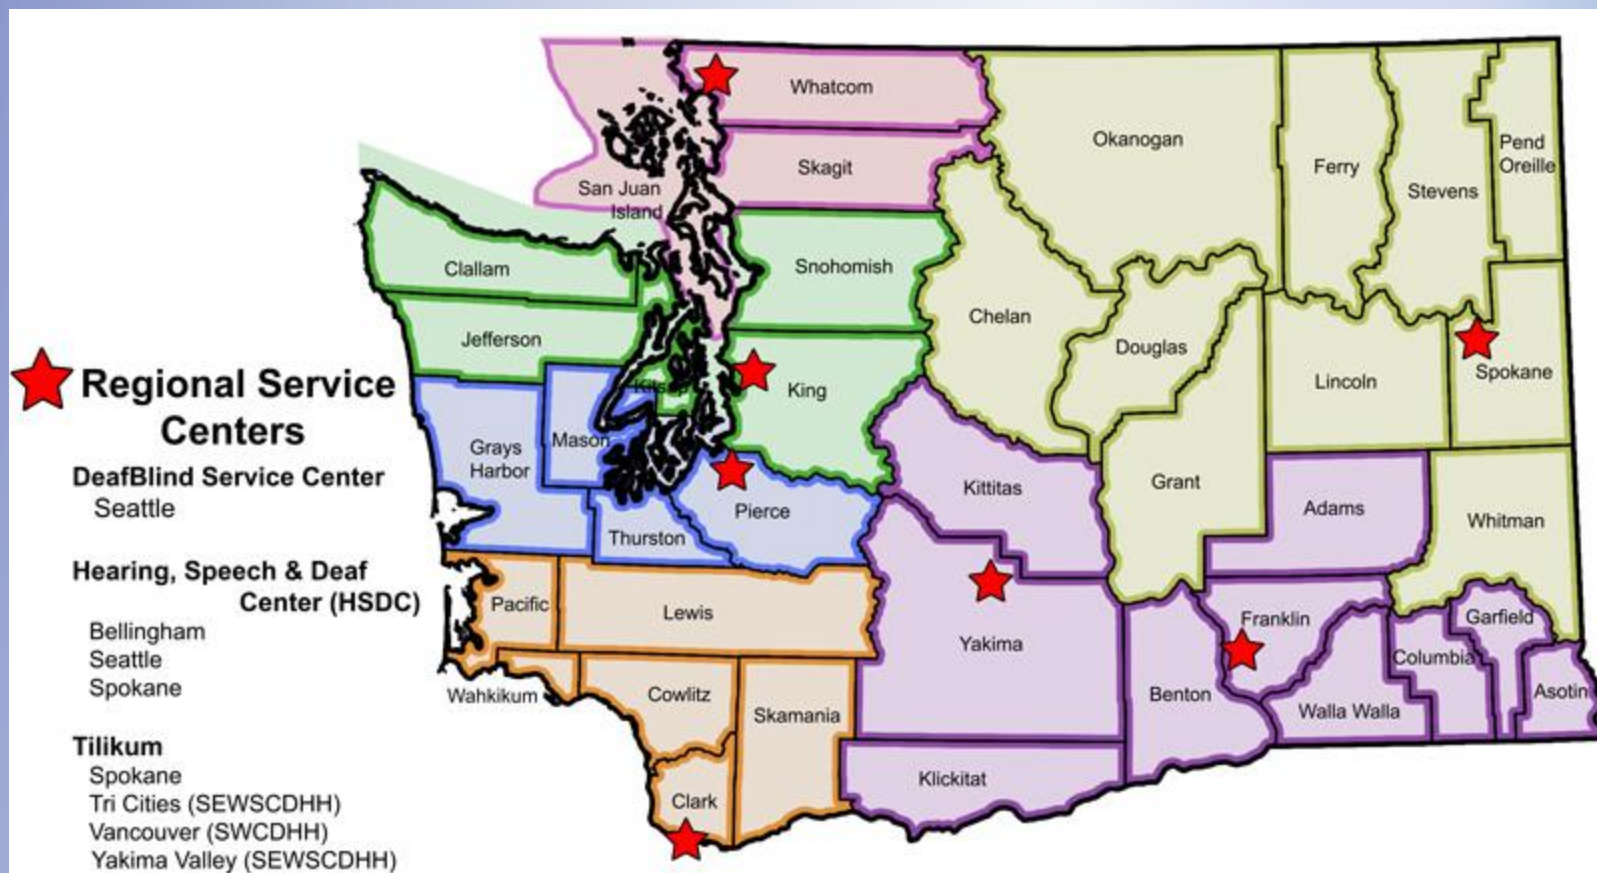 Regional Service
Centers
DeafBlind Service Center
Seattle
Hearing, Speech & Deaf
Center (HSDC)
Bellingham
Seattle
Spokane
Tilikum
Spokane
Tri Cities (SEWSCDHH)
Vancouver (SWCDHH)
Yakima Valley (SEWSCDHH)
Whatcom
Skagit
San Juan
Island
Okanogan
Ferry
Stevens
Pend
Oreille
Clallam
Snohomish
Jefferson
Chelan
Douglas
Kitsap
King
Lincoln
Spokane
Grays
Harbor
Mason
Pierce
Thurston
Kittitas
Grant
Adams
Whitman
Pacific
Lewis
Yakima
Franklin
Garfield
Columbia
Asotin
Wahkikum
Cowlitz
Skamania
Benton
Walla Walla
Clark
Klickitat